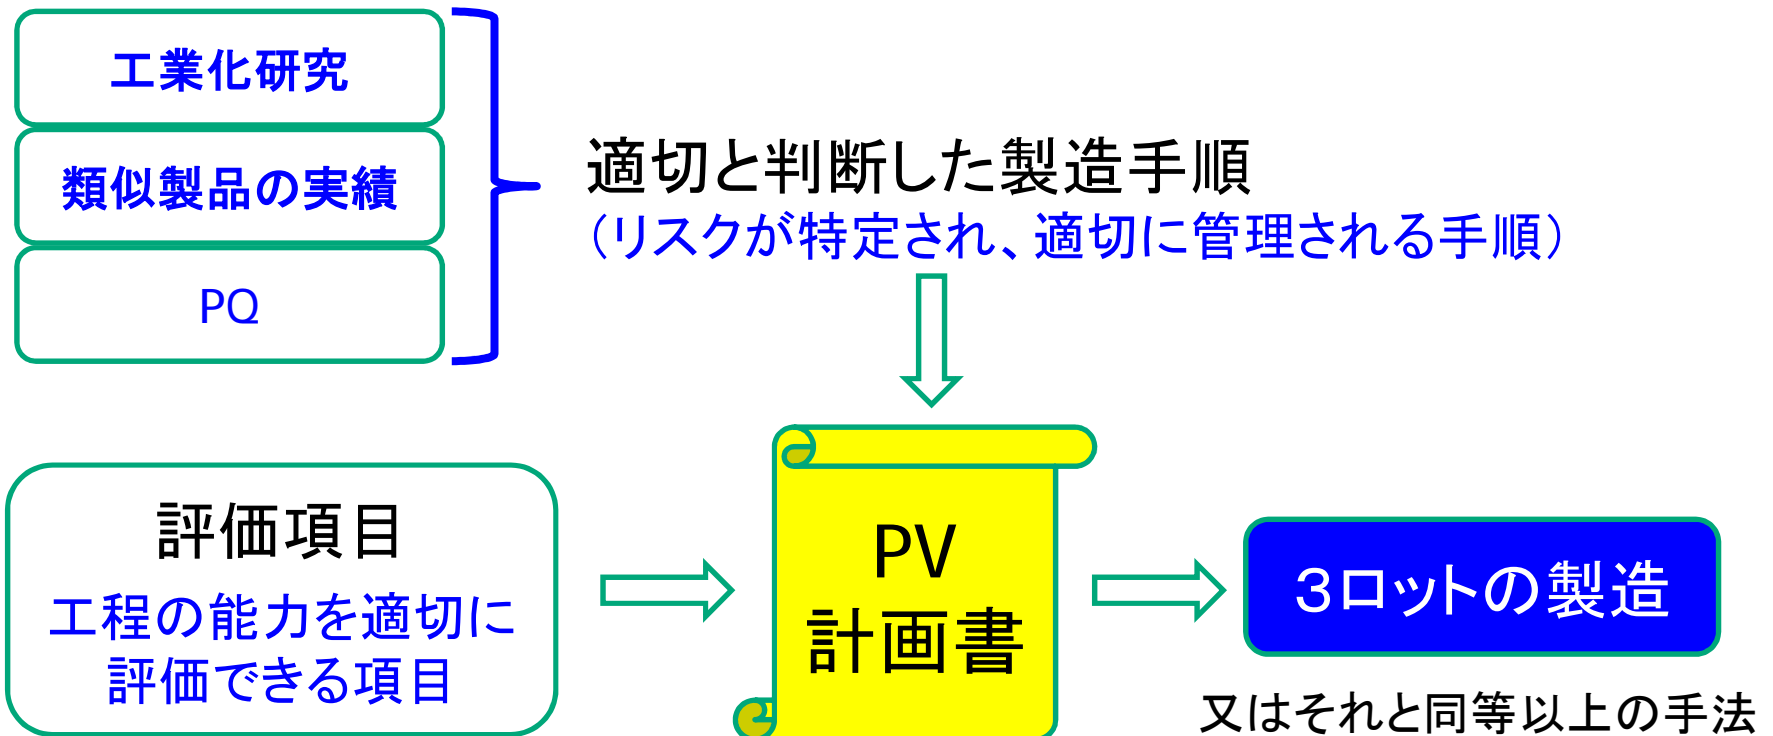 工業化研究
類似製品の実績
PQ
適切と判断した製造手順
（リスクが特定され、適切に管理される手順）
評価項目
工程の能力を適切に
評価できる項目
PV
計画書
３ロットの製造
又はそれと同等以上の手法